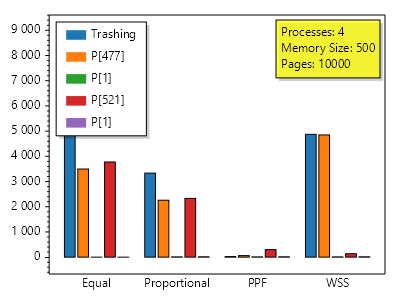 9 000
8 000
7 000
6 000
5 000
4 000
3 000
2 000
1 000
0
Trashing
P[477]
P[1]
P[521]
P[1]
Processes: 4
Memory Size: 500
Pages: 10000
Equal
Proportional
PPF
WSS